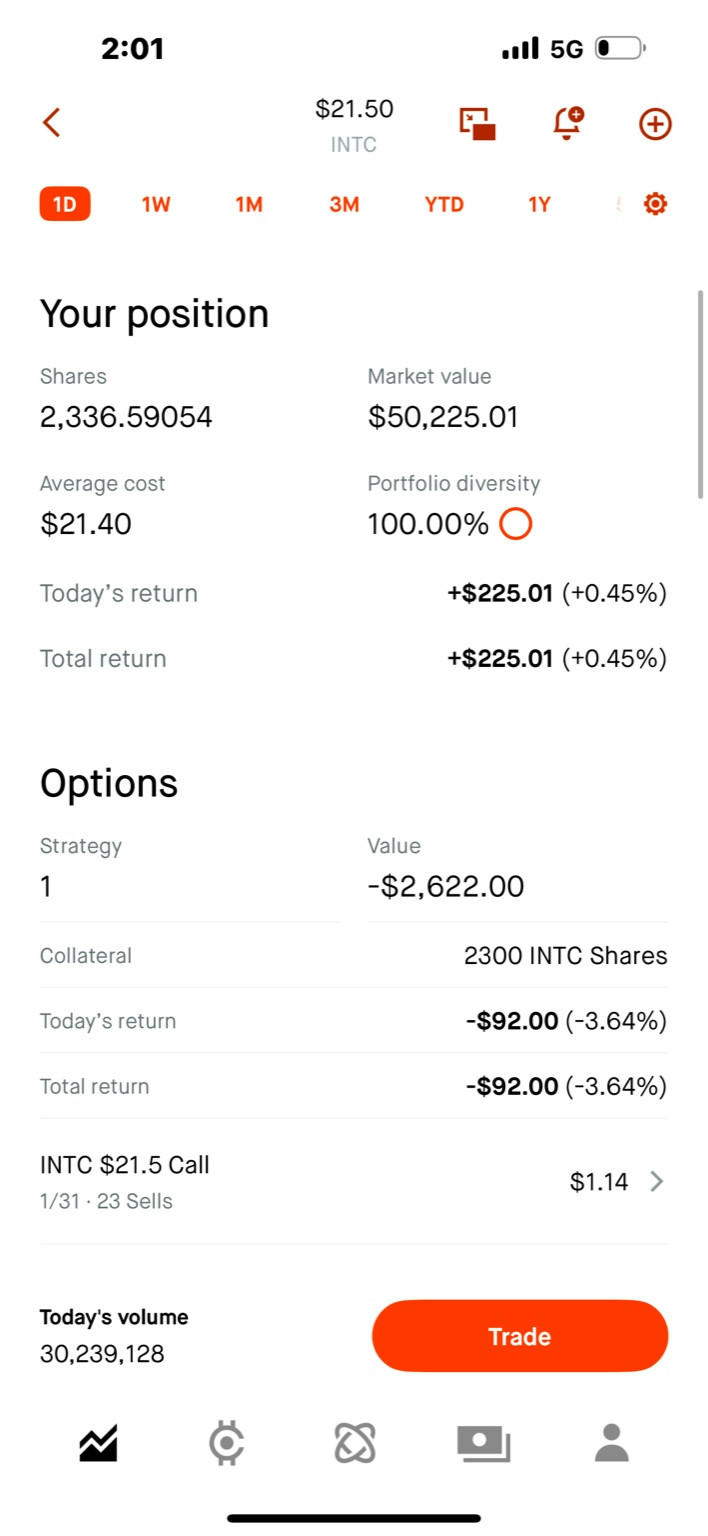 2:01
5G
$21.50
INTC
1D 1W 1M 3M YTD 1Y
Your position
Shares Market value
2,336.59054 $50,225.01
Average cost Portfolio diversity
$21.40 100.00%
Today's return +$225.01 (+0.45%)
Total return +$225.01 (+0.45%)
Options
Strategy Value
1 -$2,622.00
Collateral 2300 INTC Shares
Today's return -$92.00 (-3.64%)
Total return -$92.00 (-3.64%)
INTC $21.5 Call
$1.14
1/31 · 23 Sells
Today's volume
Trade
30,239,128